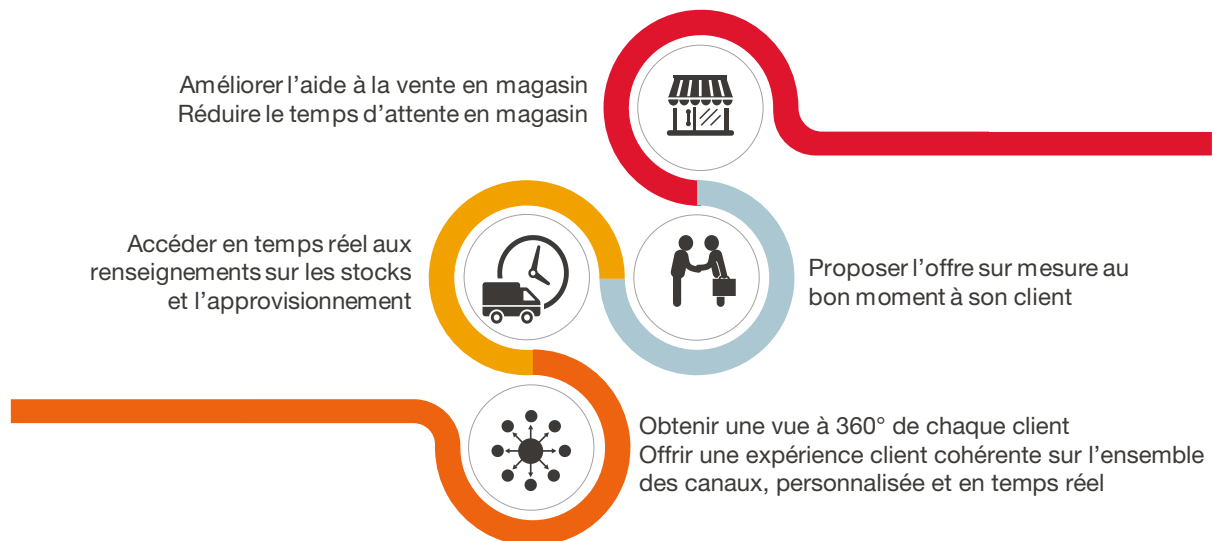 Améliorer l’aide à la vente en magasin
Réduire le temps d’attente en magasin
Accéder en temps réel aux
renseignements sur les stocks
et l’approvisionnement
Proposer l’offre sur mesure au
bon moment à son client
Obtenir une vue à 360° de chaque client
Offrir une expérience client cohérente sur l’ensemble
des canaux, personnalisée et en temps réel